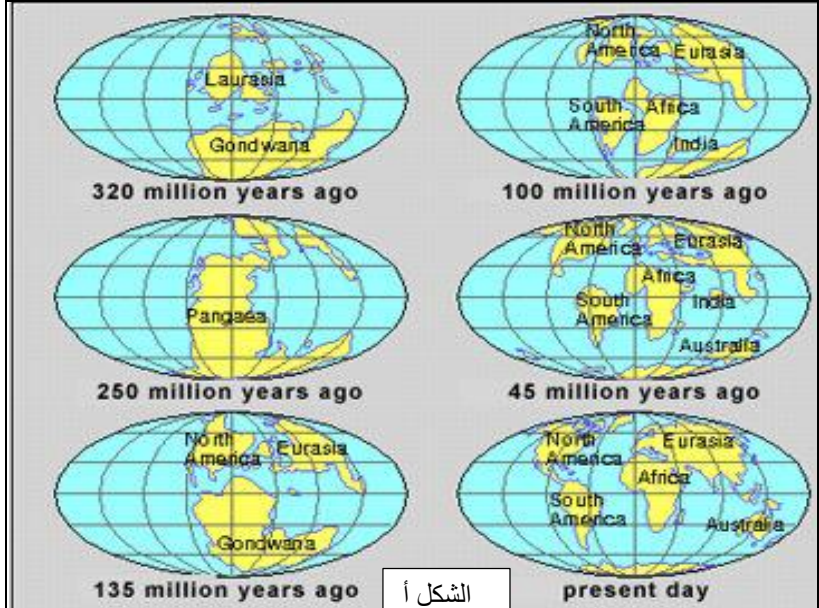 Laurasia
Gondwana
320 million years ago
North
America
Eurasia
South
America
Africa
India
100 million years ago
Pangaea
250 million years ago
North
America
Eurasia
Africa
South
America
India
Australia
45 million years ago
North
America
Eurasia
Gondwana
135 million years ago
North
America
Eurasia
Africa
South
America
Australia
present day
الشكل أ